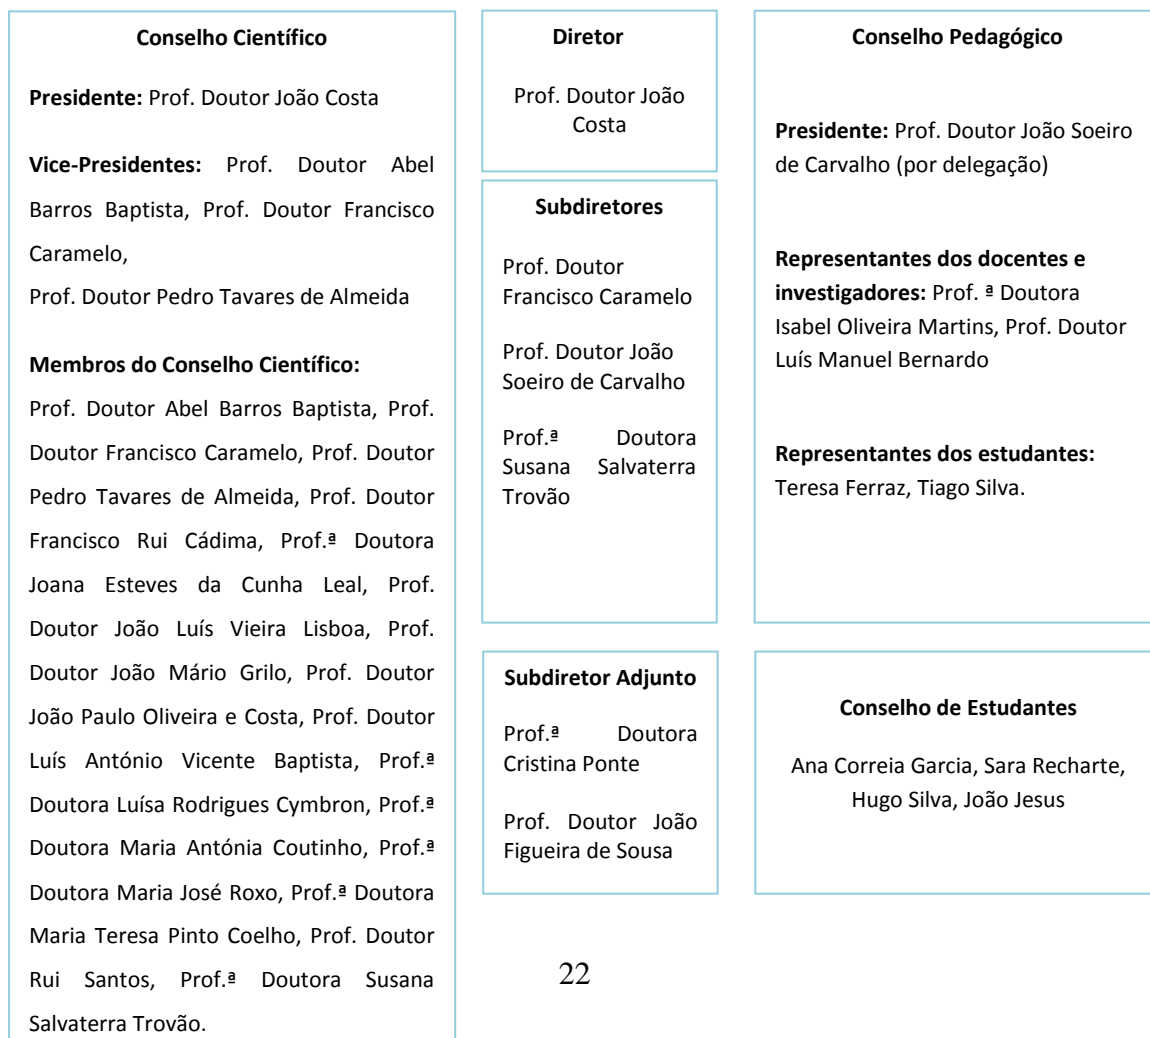 Conselho Científico
Presidente: Prof. Doutor João Costa
Vice-Presidentes: Prof. Doutor Abel
Barros Baptista, Prof. Doutor Francisco
Caramelo,
Prof. Doutor Pedro Tavares de Almeida
Membros do Conselho Científico:
Prof. Doutor Abel Barros Baptista, Prof.
Doutor Francisco Caramelo, Prof. Doutor
Pedro Tavares de Almeida, Prof. Doutor
Francisco Rui Cádima, Prof.ª Doutora
Joana Esteves da Cunha Leal, Prof.
Doutor João Luís Vieira Lisboa, Prof.
Doutor João Mário Grilo, Prof. Doutor
João Paulo Oliveira e Costa, Prof. Doutor
Luís António Vicente Baptista, Prof.ª
Doutora Luísa Rodrigues Cymbron, Prof.ª
Doutora Maria Antónia Coutinho, Prof.ª
Doutora Maria José Roxo, Prof.ª Doutora
Maria Teresa Pinto Coelho, Prof. Doutor
Rui Santos, Prof.ª Doutora Susana
Salvaterra Trovão.
Diretor
Prof. Doutor João
Costa
Subdiretores
Prof. Doutor
Francisco Caramelo
Prof. Doutor João
Soeiro de Carvalho
Prof.ª Doutora
Susana Salvaterra
Trovão
Subdiretor Adjunto
Prof.ª Doutora
Cristina Ponte
Prof. Doutor João
Figueira de Sousa
Conselho Pedagógico
Presidente: Prof. Doutor João Soeiro
de Carvalho (por delegação)
Representantes dos docentes e
investigadores: Prof. ª Doutora
Isabel Oliveira Martins, Prof. Doutor
Luís Manuel Bernardo
Representantes dos estudantes:
Teresa Ferraz, Tiago Silva.
Conselho de Estudantes
Ana Correia Garcia, Sara Recharte,
Hugo Silva, João Jesus
22